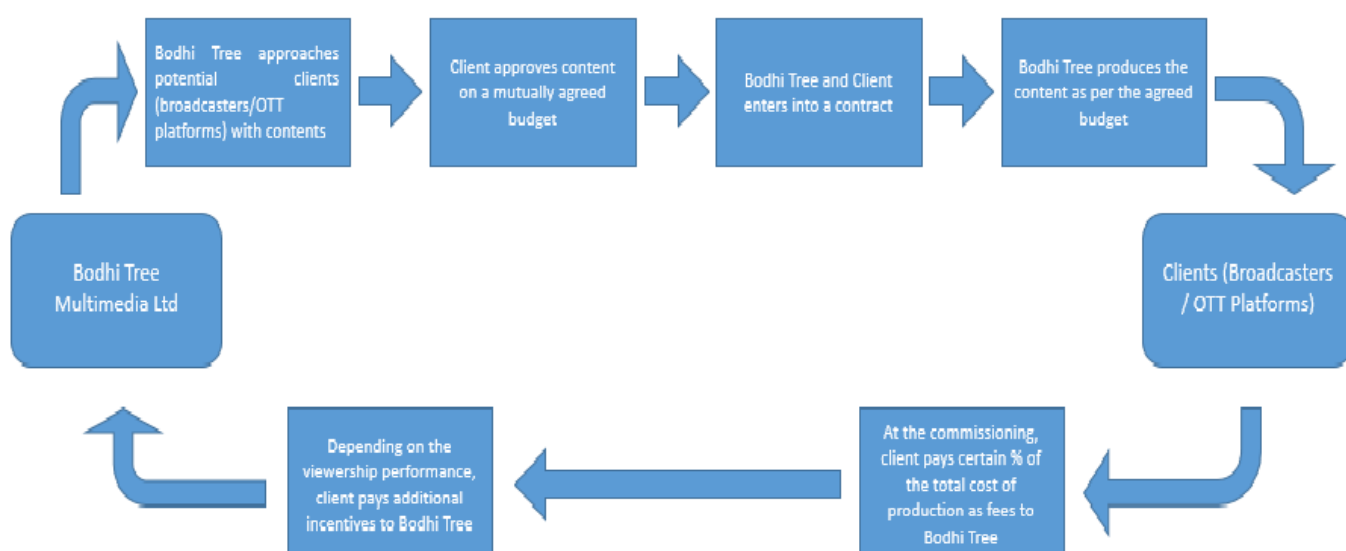 Bodhi Tree approaches
potential clients
(broadcasters/OTT
platforms) with contents
Client approves content
on a mutually agreed
budget
Bodhi Tree and Client
enters into a contract
Bodhi Tree produces the
content as per the agreed
budget
Clients (Broadcasters
/ OTT Platforms)
At the commissioning,
client pays certain % of
the total cost of
production as fees to
Bodhi Tree
Depending on the
viewership performance,
client pays additional
incentives to Bodhi Tree
Bodhi Tree
Multimedia Ltd